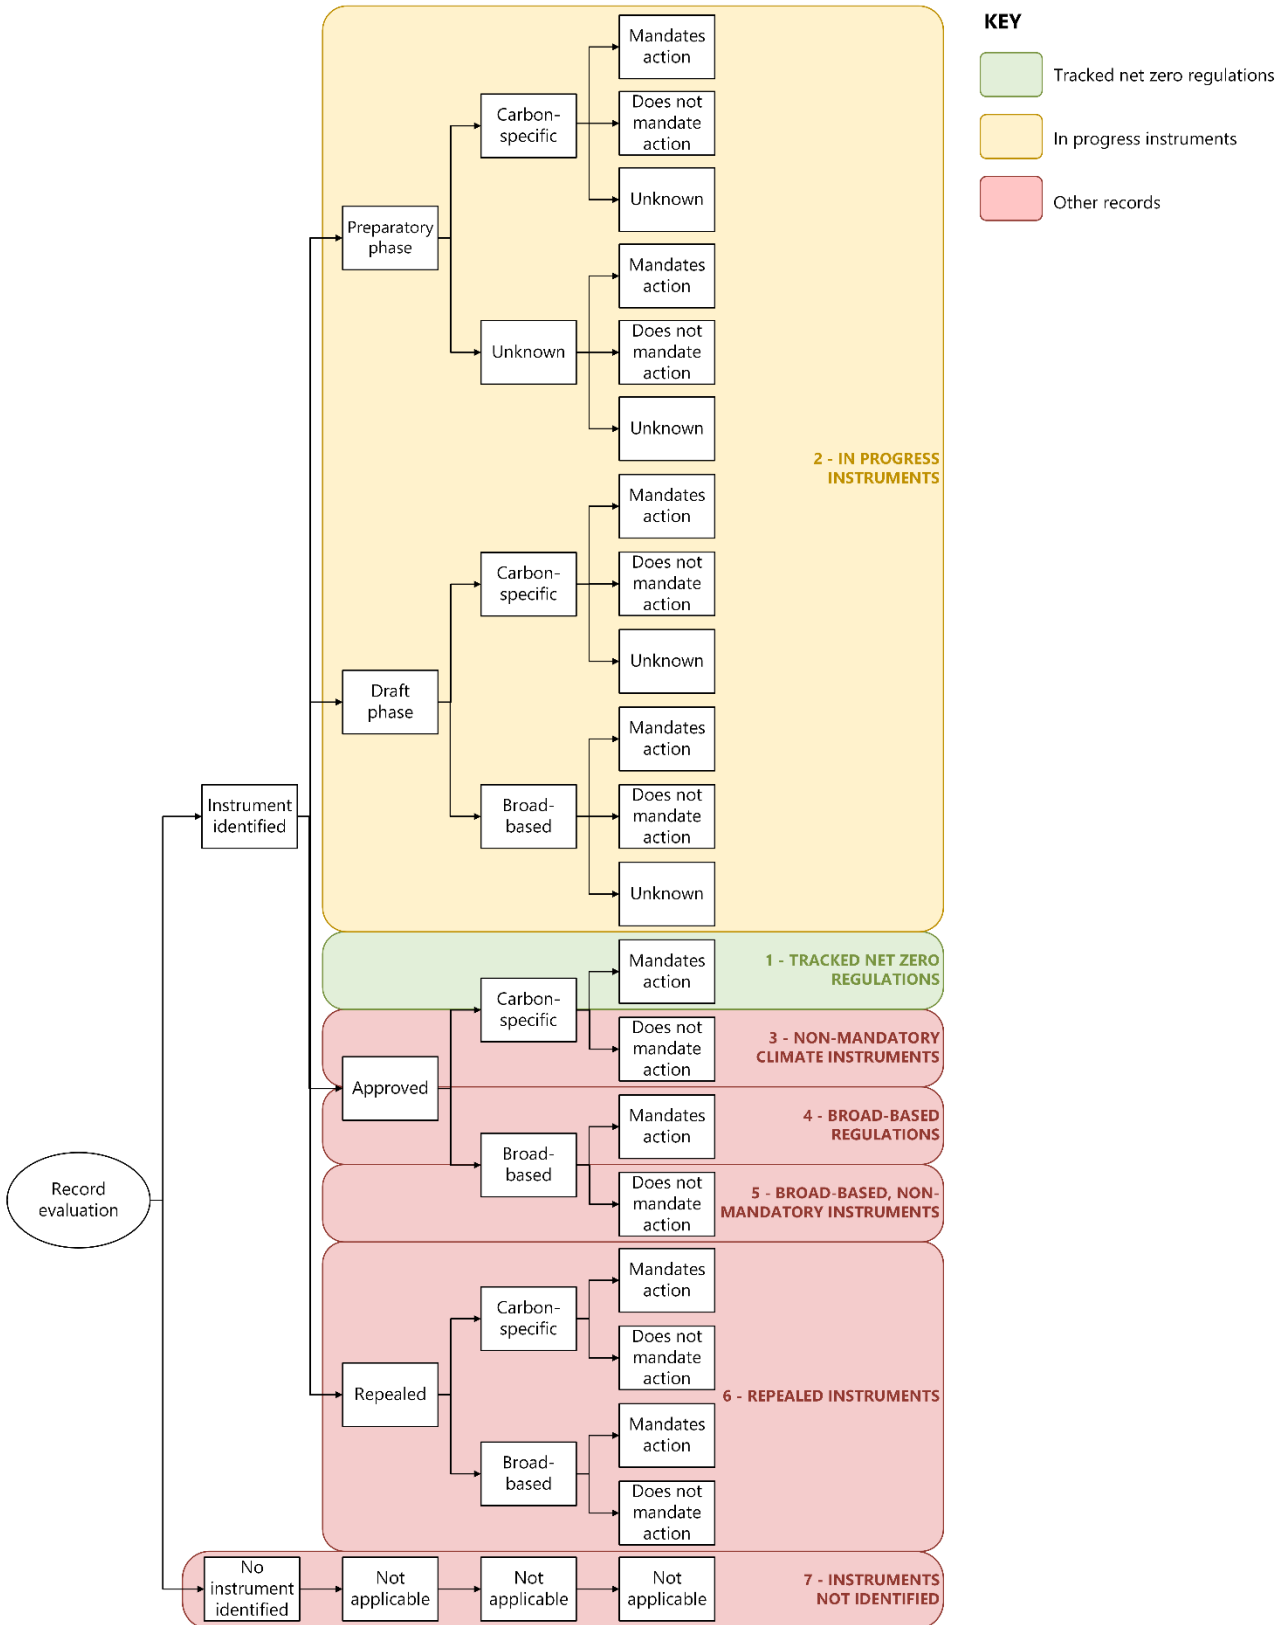 KEY
Tracked net zero regulations
In progress instruments
Other records
Mandates
action
Carbon-
specific
Does not
mandate
action
Unknown
Preparatory
phase
Mandates
action
Unknown
Does not
mandate
action
Unknown
2 - IN PROGRESS
INSTRUMENTS
Mandates
action
Carbon-
specific
Does not
mandate
action
Unknown
Draft
phase
Mandates
action
Instrument
identified
Broad-
based
Does not
mandate
action
Unknown
Mandates
action
1 - TRACKED NET ZERO
REGULATIONS
Carbon-
specific
Does not
mandate
action
3 - NON-MANDATORY
CLIMATE INSTRUMENTS
Approved
Mandates
action
4 - BROAD-BASED
REGULATIONS
Broad-
based
Does not
mandate
action
5 - BROAD-BASED, NON-
MANDATORY INSTRUMENTS
Record
evaluation
Mandates
action
Carbon-
specific
Does not
mandate
action
Repealed
6 - REPEALED INSTRUMENTS
Mandates
action
Broad-
based
Does not
mandate
action
No
instrument
identified
Not
applicable
Not
applicable
Not
applicable
7 - INSTRUMENTS
NOT IDENTIFIED